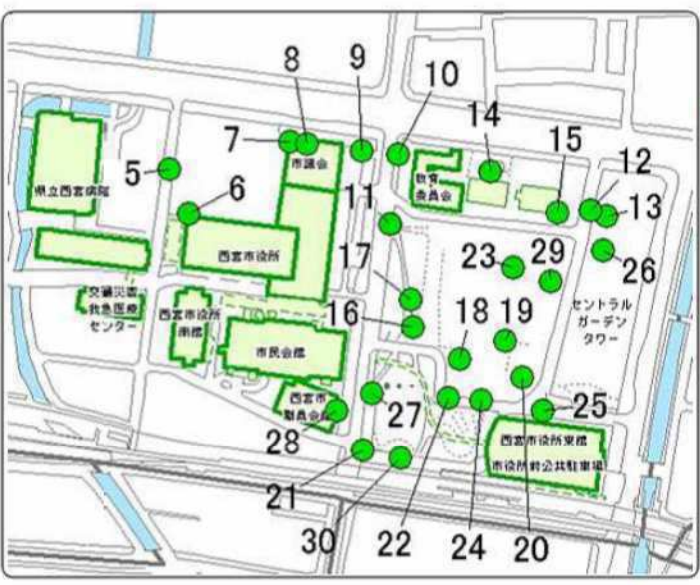 8
9
10
14
7
市議会
15
12
5
教育
委員会
県立西宮病院
6
11
13
西宮市役所
17
23
29
26
交通災害
救急医療
センター
西宮市役所
南館
16
18
19
セントラル
ガーデン
タワー
市民会館
西宮市
職員会館
27
25
28
西宮市役所東館
市役所前公共駐車場
21
30
22
24
20